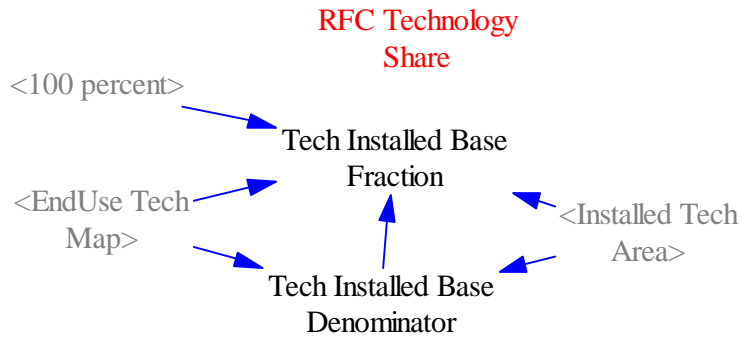 RFC Technology
Share
<100 percent>
Tech Installed Base
Fraction
<EndUse Tech
Map>
<Installed Tech
Area>
Tech Installed Base
Denominator